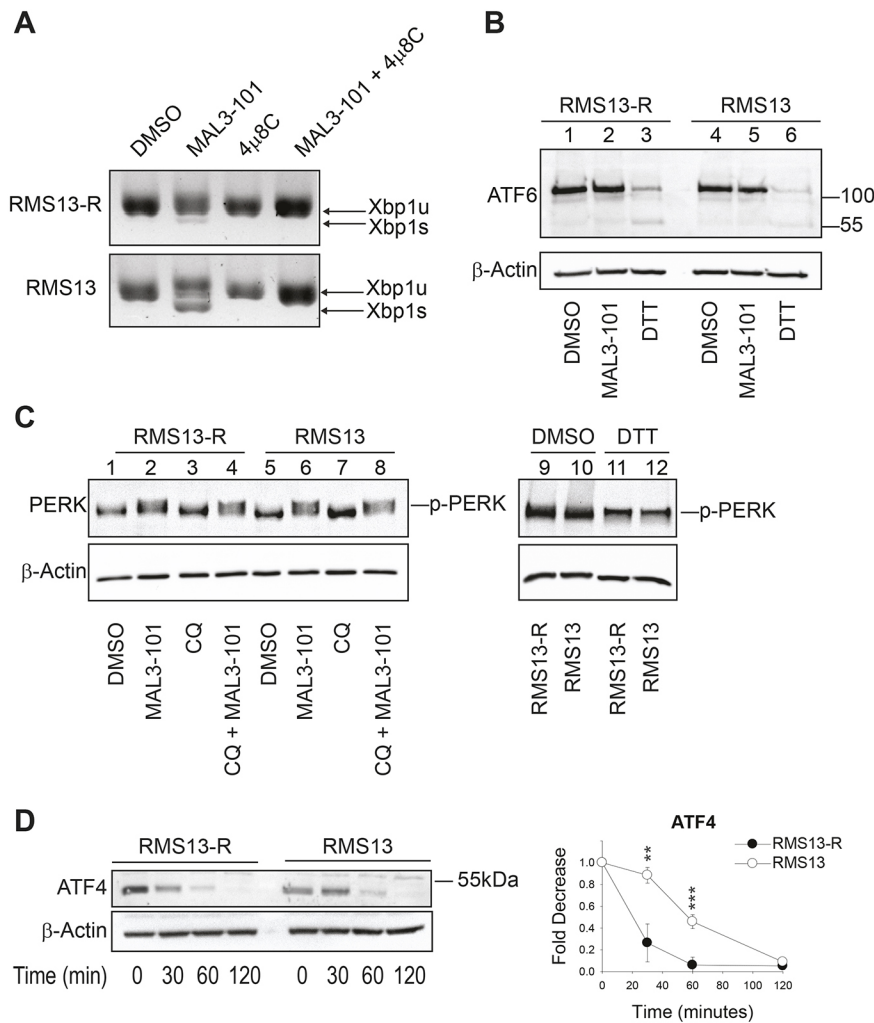 A
DMSO
MAL3-101
4µ8C
MAL3-101 + 4µ8C
RMS13-R
Xbp1u
Xbp1s
RMS13
Xbp1u
Xbp1s
B
RMS13-R RMS13
1 2 3 4 5 6
ATF6
100
55
β-Actin
DMSO
MAL3-101
DTT
DMSO
MAL3-101
DTT
C
RMS13-R RMS13
1 2 3 4 5 6 7 8
PERK
p-PERK
β-Actin
DMSO
MAL3-101
CQ
CQ + MAL3-101
DMSO
MAL3-101
CQ
CQ + MAL3-101
DMSO DTT
9 10 11 12
p-PERK
RMS13-R
RMS13
RMS13-R
RMS13
D
RMS13-R RMS13
ATF4
55kDa
β-Actin
Time (min) 0 30 60 120 0 30 60 120
ATF4
RMS13-R
RMS13
Fold Decrease
1.0
0.8
0.6
0.4
0.2
0.0
**
***
0 20 40 60 80 100 120
Time (minutes)